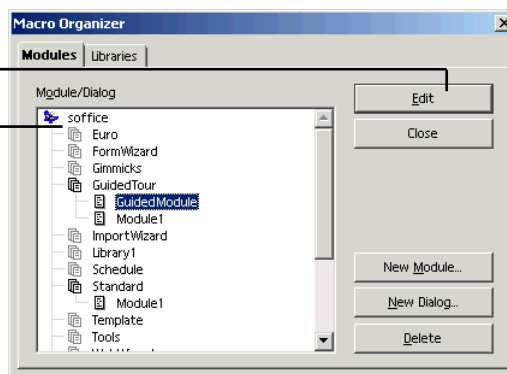 Macro Organizer
Modules Libraries
Module/Dialog
soffice
Euro
FormWizard
Gimmicks
GuidedTour
GuidedModule
Module1
ImportWizard
Library1
Schedule
Standard
Module1
Template
Tools
Edit
Close
New Module...
New Dialog...
Delete